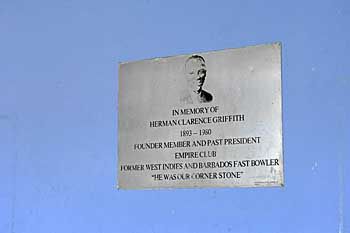 IN MEMORY OF
HERMAN CLARENCE GRIFFITH
1893 - 1980
FOUNDER MEMBER AND PAST PRESIDENT
EMPIRE CLUB
FORMER WEST INDIES AND BARBADOS FAST BOWLER
"HE WAS OUR CORNER STONE"